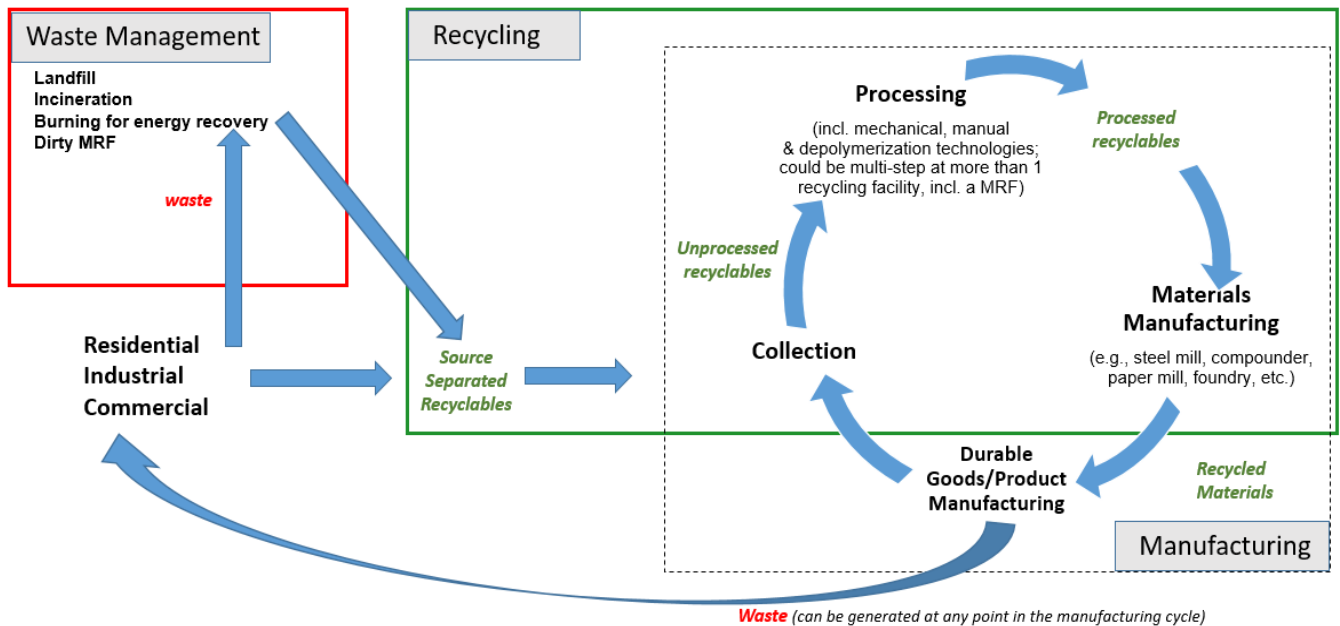 Waste Management
Landfill
Incineration
Burning for energy recovery
Dirty MRF
waste
Residential
Industrial
Commercial
Recycling
Source
Separated
Recyclables
Processing
(incl. mechanical, manual
& depolymerization technologies;
could be multi-step at more than 1
recycling facility, incl. a MRF)
Processed
recyclables
Unprocessed
recyclables
Collection
Materials
Manufacturing
(e.g., steel mill, compounder,
paper mill, foundry, etc.)
Durable
Goods/Product
Manufacturing
Recycled
Materials
Manufacturing
Waste (can be generated at any point in the manufacturing cycle)